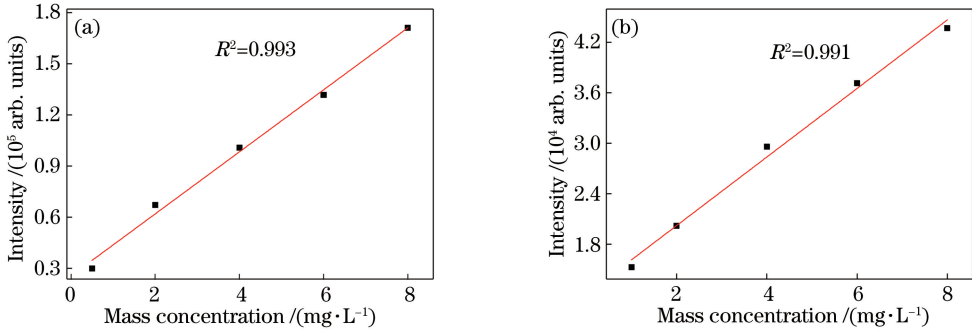 (a)
R²=0.993
1.8
1.5
1.2
0.9
0.6
0.3
Intensity /(10⁵ arb. units)
0 2 4 6 8
Mass concentration /(mg·L⁻¹)
(b)
R²=0.991
4.2
3.6
3.0
2.4
1.8
Intensity /(10⁴ arb. units)
2 4 6 8
Mass concentration /(mg·L⁻¹)